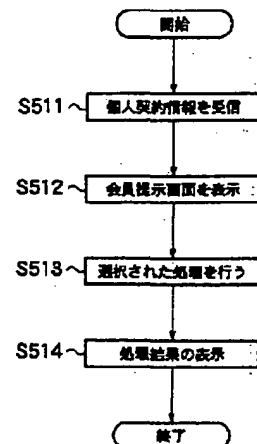 開始
S511～ 個人契約情報を受信
S512～ 会員提示画面を表示
S513～ 選択された処理を行う
S514～ 処理結果の表示
終了